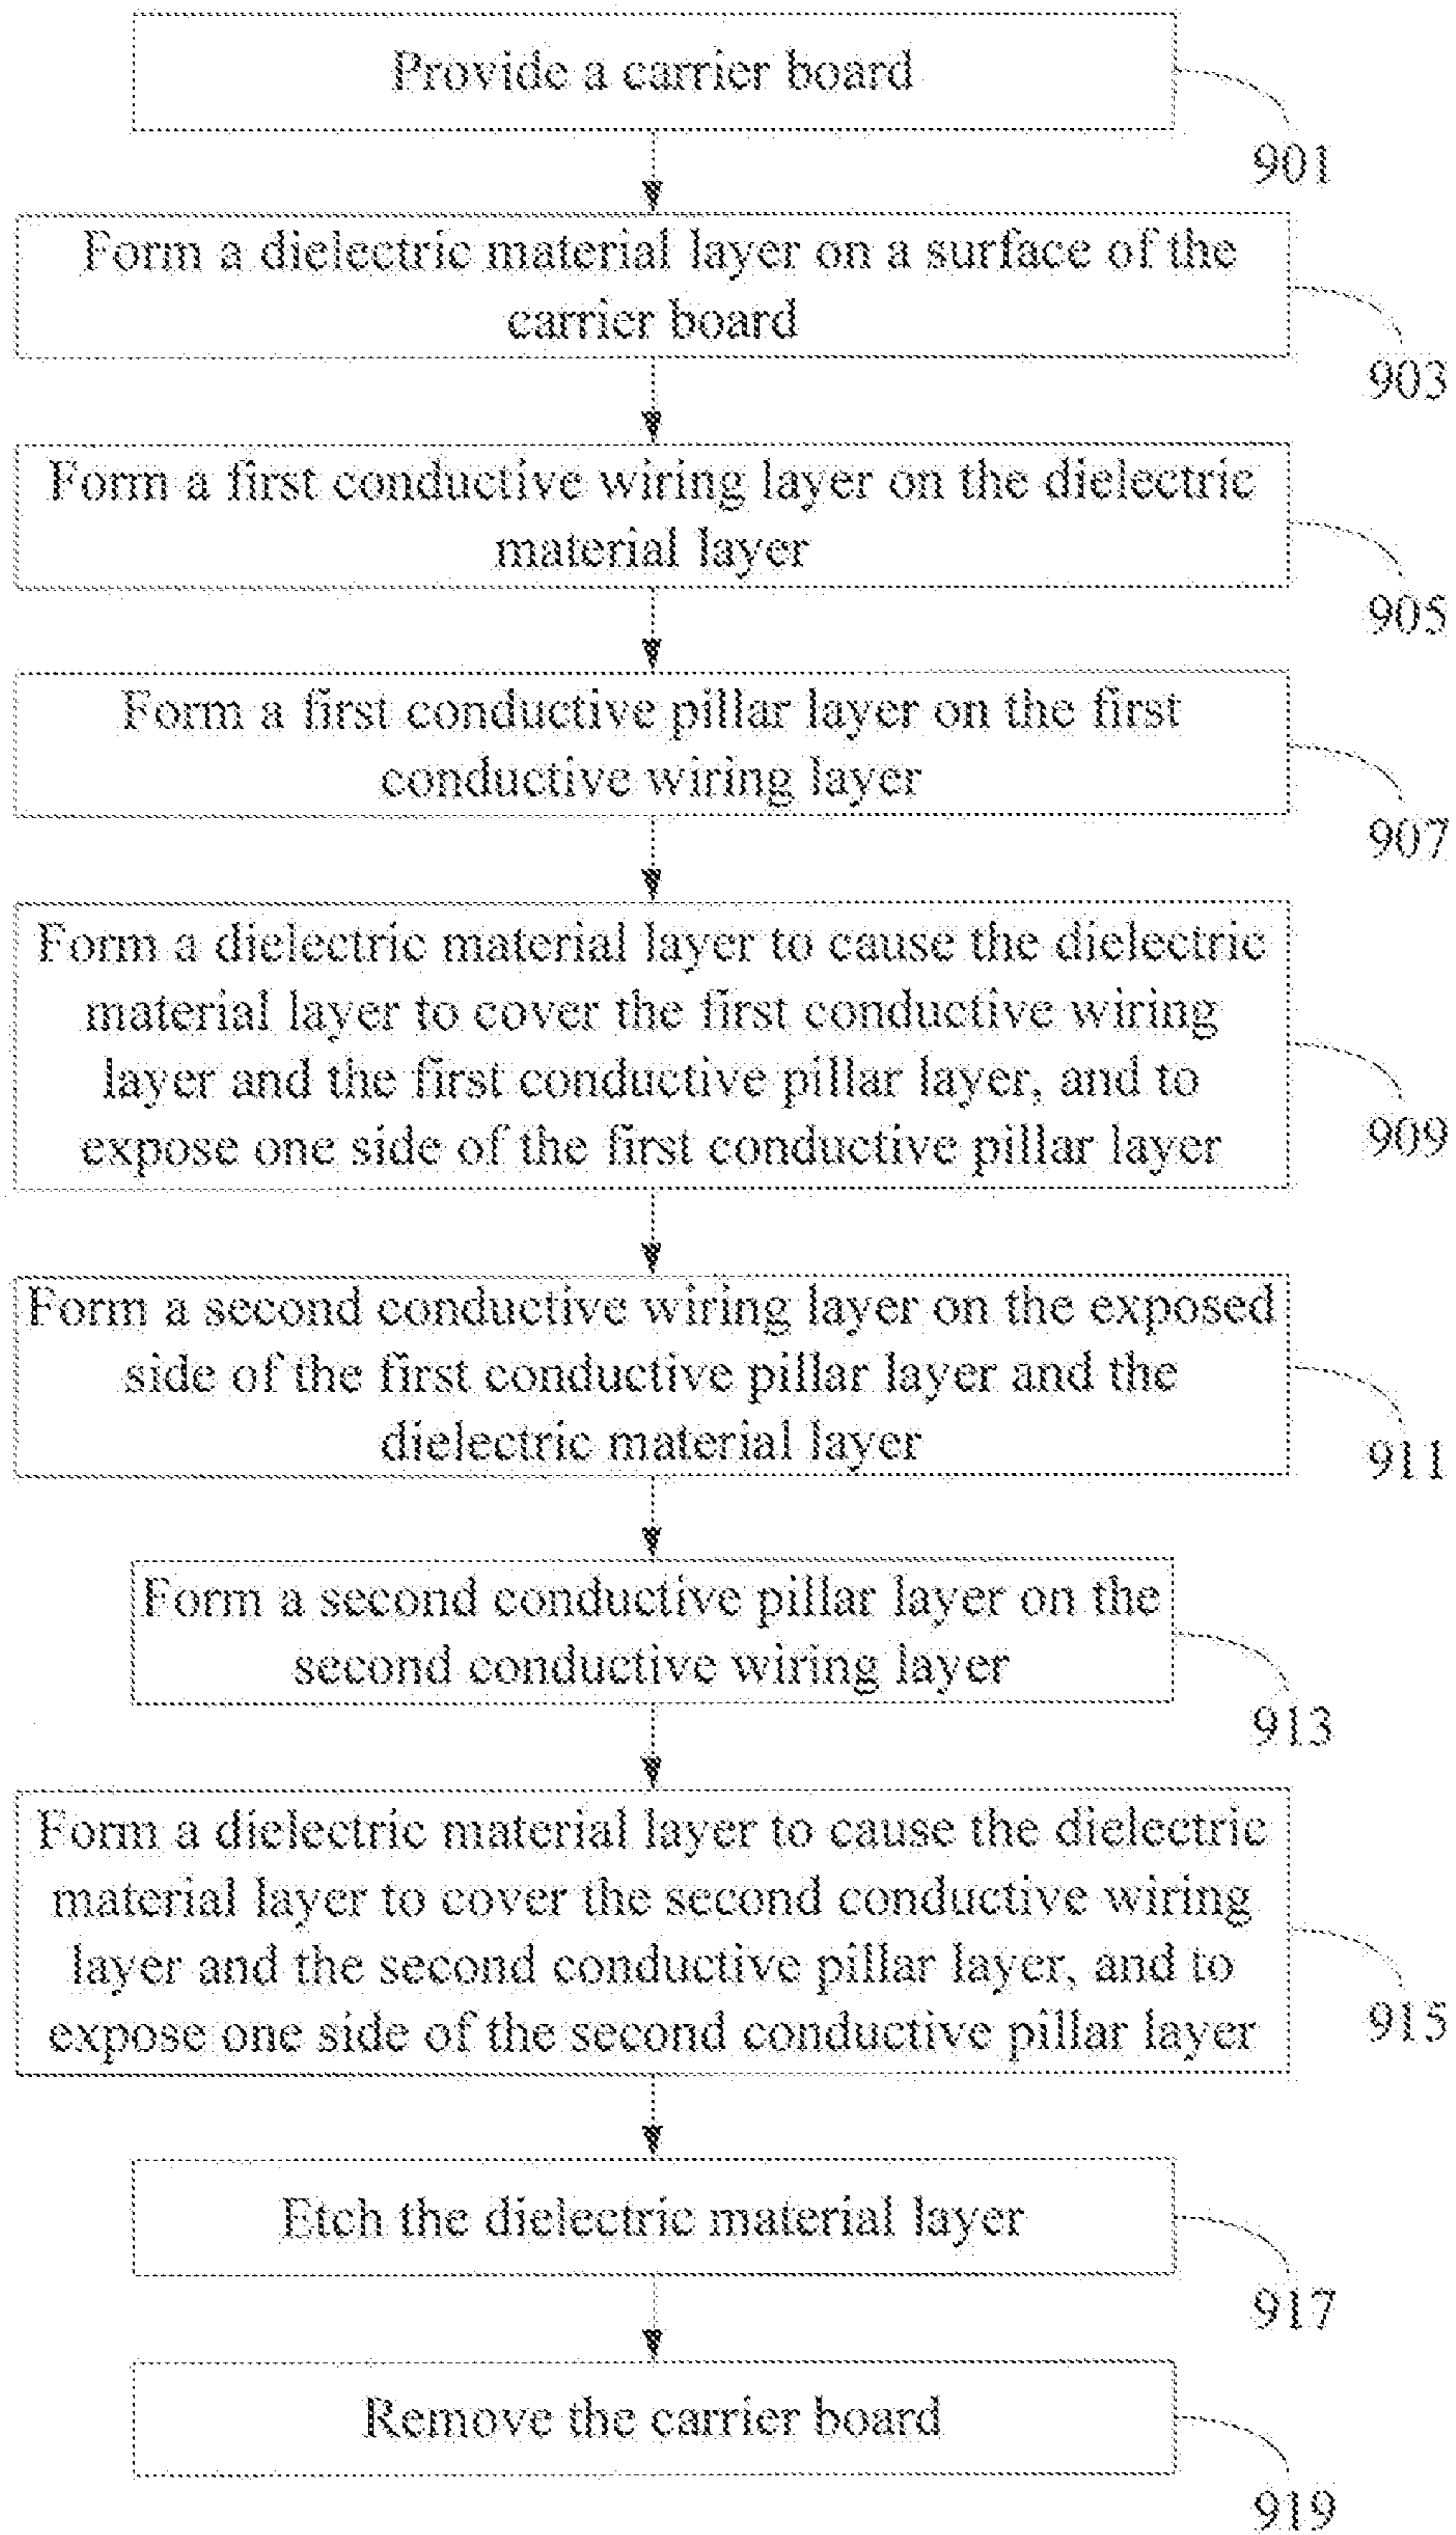 Provide a carrier board
901
Form a dielectric material layer on a surface of the
carrier board
903
Form a first conductive wiring layer on the dielectric
material layer
905
Form a first conductive pillar layer on the first
conductive wiring layer
907
Form a dielectric material layer to cause the dielectric
material layer to cover the first conductive wiring
layer and the first conductive pillar layer, and to
expose one side of the first conductive pillar layer
909
Form a second conductive wiring layer on the exposed
side of the first conductive pillar layer and the
dielectric material layer
911
Form a second conductive pillar layer on the
second conductive wiring layer
913
Form a dielectric material layer to cause the dielectric
material layer to cover the second conductive wiring
layer and the second conductive pillar layer, and to
expose one side of the second conductive pillar layer
915
Etch the dielectric material layer
917
Remove the carrier board
919